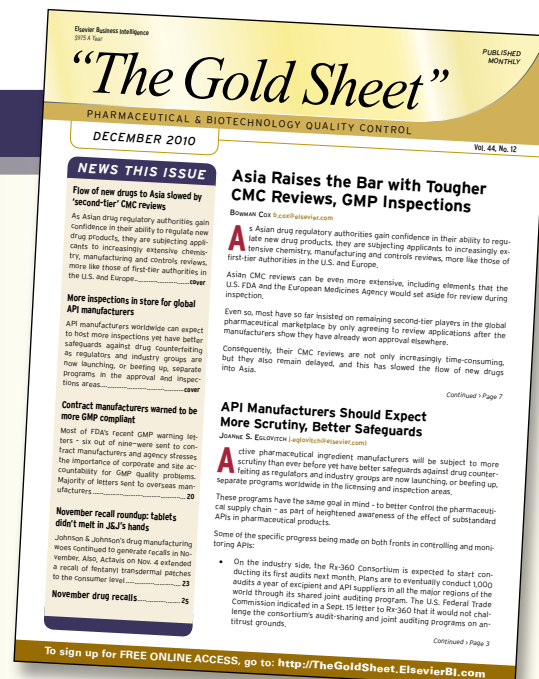 Elsevier Business Intelligence
$975 A Year
PUBLISHED
MONTHLY
“The Gold Sheet”
PHARMACEUTICAL & BIOTECHNOLOGY QUALITY CONTROL
DECEMBER 2010
Vol. 44, No. 12
NEWS THIS ISSUE
Flow of new drugs to Asia slowed by
‘second-tier’ CMC reviews
As Asian drug regulatory authorities gain
confidence in their ability to regulate new
drug products, they are subjecting appli-
cants to increasingly extensive chemis-
try, manufacturing and controls reviews,
more like those of first-tier authorities in
the U.S. and Europe......................cover
More inspections in store for global
API manufacturers
API manufacturers worldwide can expect
to host more inspections yet have better
safeguards against drug counterfeiting
as regulators and industry groups are
now launching, or beefing up, separate
programs in the approval and inspec-
tions areas.................................cover
Contract manufacturers warned to be
more GMP compliant
Most of FDA's recent GMP warning let-
ters - six out of nine—were sent to con-
tract manufacturers and agency stresses
the importance of corporate and site ac-
countability for GMP quality problems.
Majority of letters sent to overseas man-
ufacturers.....................................20
November recall roundup: tablets
didn't melt in J&J's hands
Johnson & Johnson's drug manufacturing
woes continued to generate recalls in No-
vember. Also, Actavis on Nov. 4 extended
a recall of fentanyl transdermal patches
to the consumer level......................23
November drug recalls................25
Asia Raises the Bar with Tougher
CMC Reviews, GMP Inspections
Bowman Cox b.cox@elsevier.com
As Asian drug regulatory authorities gain confidence in their ability to regu-
late new drug products, they are subjecting applicants to increasingly ex-
tensive chemistry, manufacturing and controls reviews, more like those of
first-tier authorities in the U.S. and Europe.
Asian CMC reviews can be even more extensive, including elements that the
U.S. FDA and the European Medicines Agency would set aside for review during
inspection.
Even so, most have so far insisted on remaining second-tier players in the global
pharmaceutical marketplace by only agreeing to review applications after the
manufacturers show they have already won approval elsewhere.
Consequently, their CMC reviews are not only increasingly time-consuming,
but they also remain delayed, and this has slowed the flow of new drugs
into Asia.
Continued > Page 7
API Manufacturers Should Expect
More Scrutiny, Better Safeguards
Joanne S. Eglovitch j.eglovitch@elsevier.com)
Active pharmaceutical ingredient manufacturers will be subject to more
scrutiny than ever before yet have better safeguards against drug counter-
feiting as regulators and industry groups are now launching, or beefing up,
separate programs worldwide in the licensing and inspection areas.
These programs have the same goal in mind - to better control the pharmaceuti-
cal supply chain - as part of heightened awareness of the effect of substandard
APIs in pharmaceutical products.
Some of the specific progress being made on both fronts in controlling and moni-
toring APIs:
• On the industry side, the Rx-360 Consortium is expected to start con-
ducting its first audits next month. Plans are to eventually conduct 1,000
audits a year of excipient and API suppliers in all the major regions of the
world through its shared joint auditing program. The U.S. Federal Trade
Commission indicated in a Sept. 15 letter to Rx-360 that it would not chal-
lenge the consortium's audit-sharing and joint auditing programs on an-
titrust grounds.
Continued > Page 3
To sign up for FREE ONLINE ACCESS, go to: http://TheGoldSheet.ElsevierBI.com